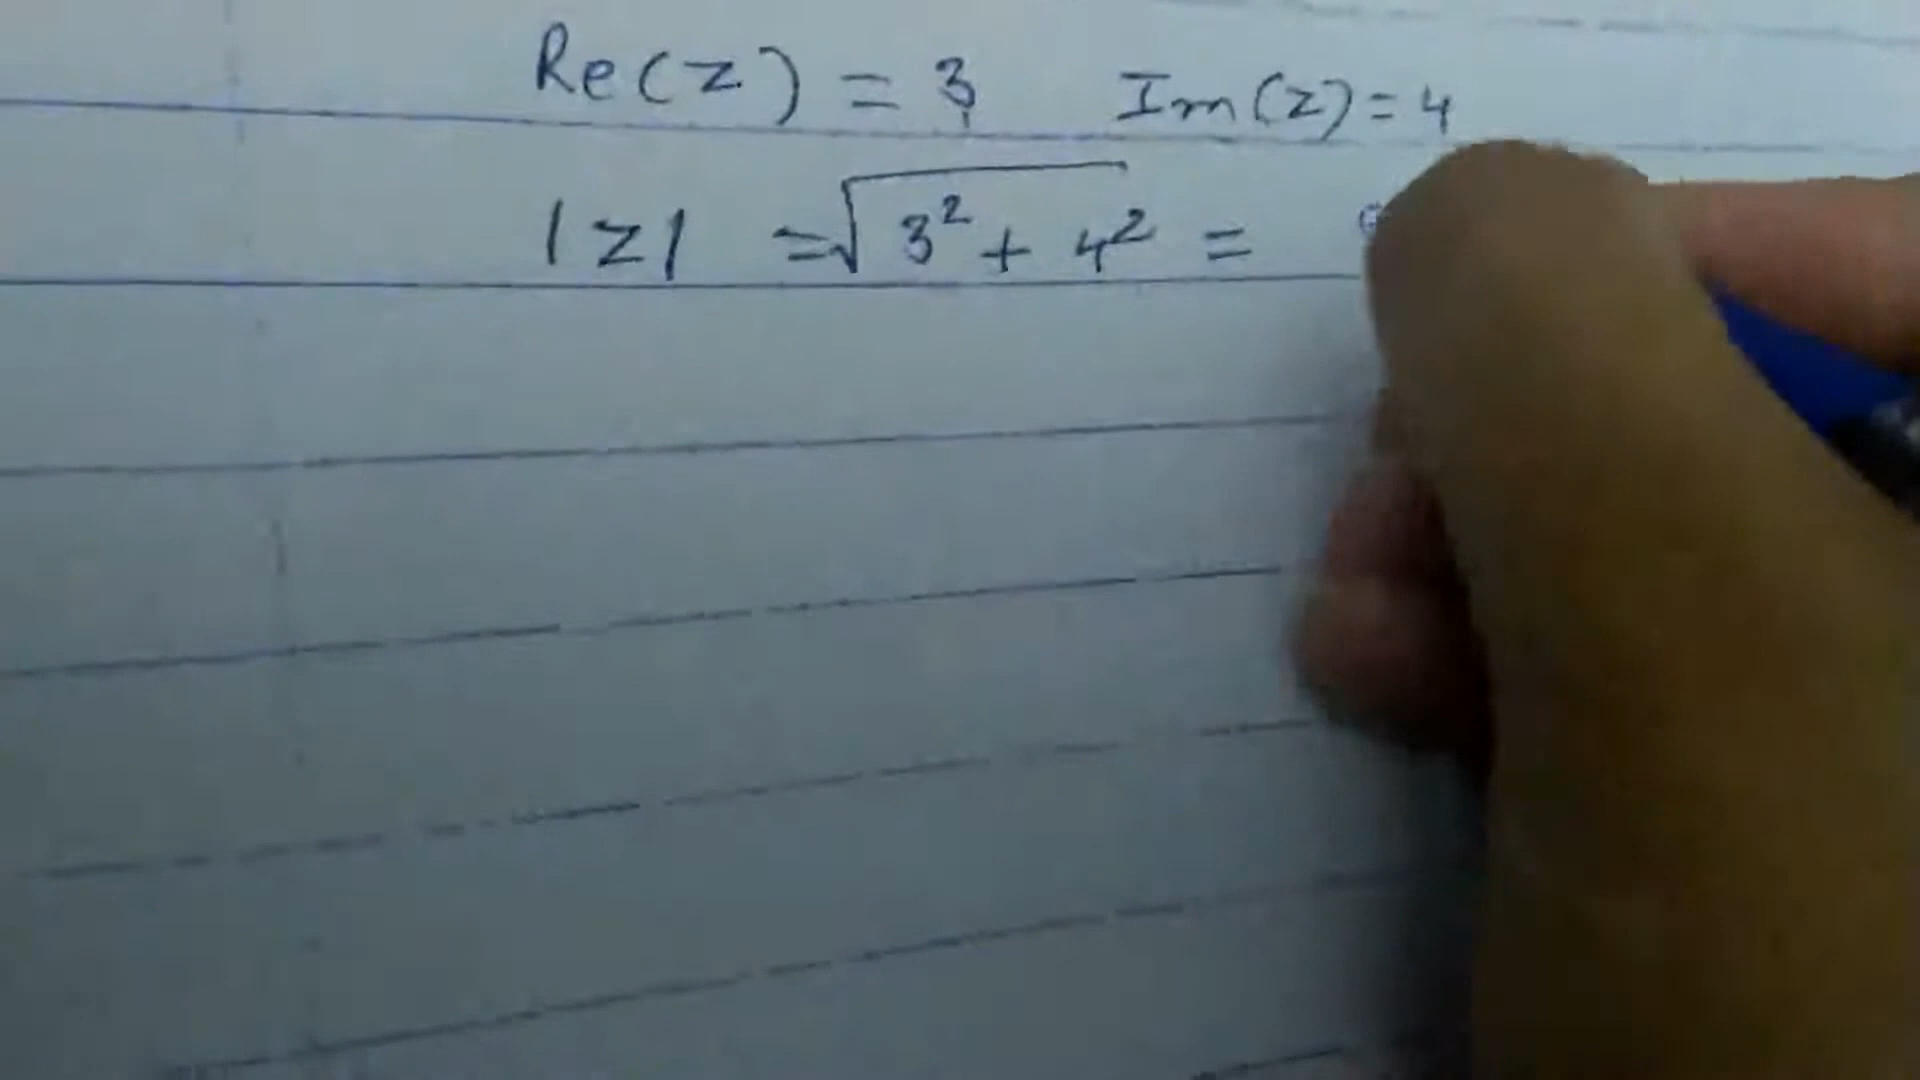 Re(z) = 3, Im(z) = 4
|z| = √3² + 4² =